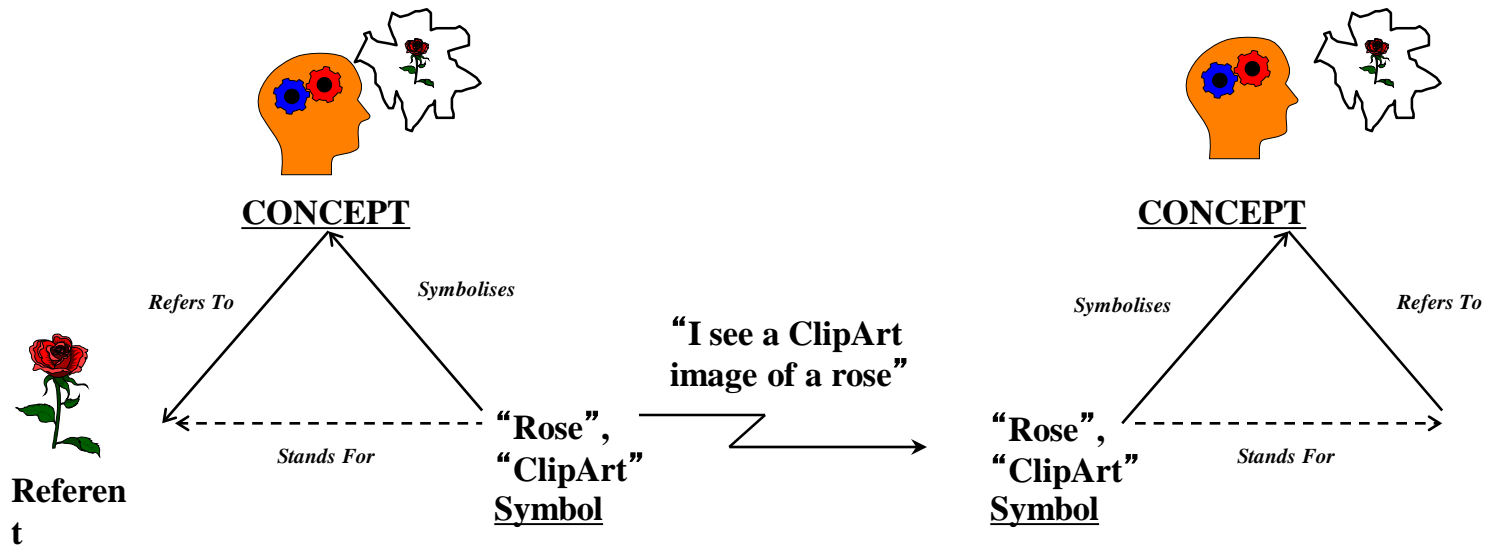 CONCEPT
Refers To
Symbolises
Stands For
Referen
t
“Rose”,
“ClipArt”
Symbol
“I see a ClipArt
image of a rose”
CONCEPT
Symbolises
Refers To
“Rose”,
“ClipArt”
Symbol
Stands For